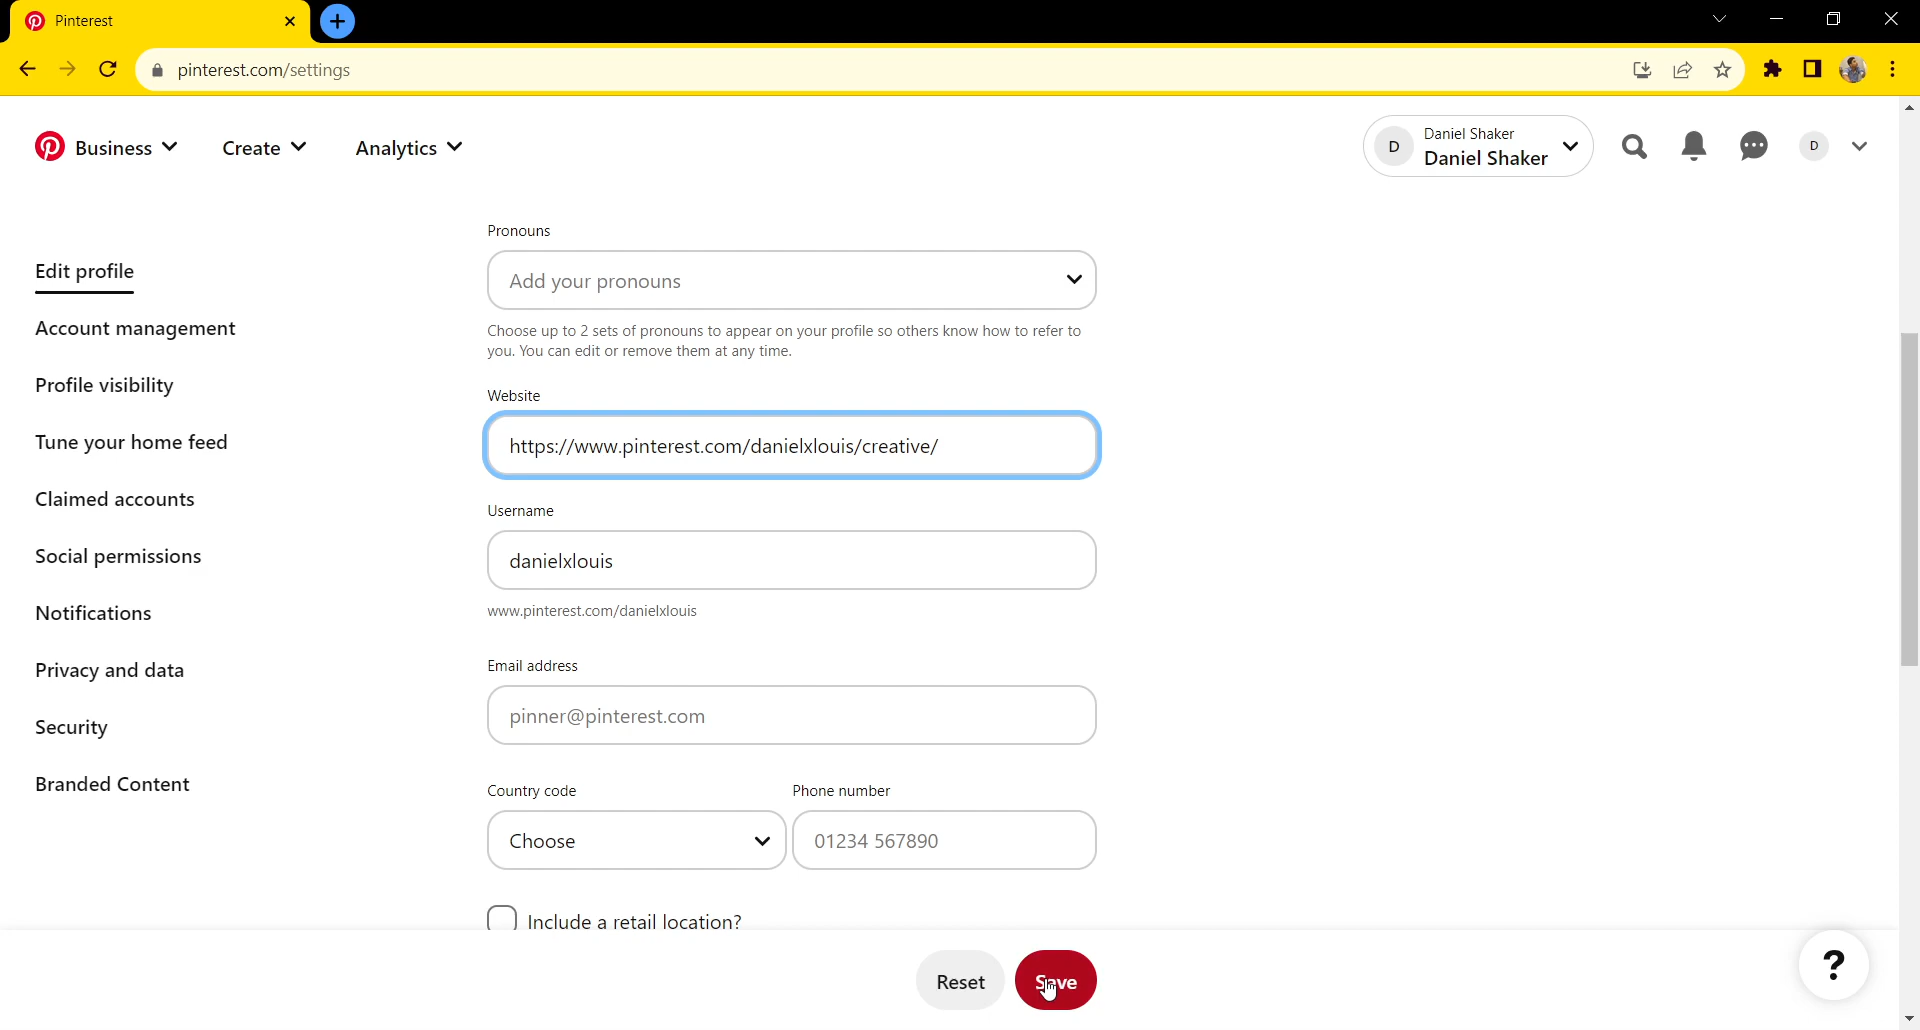 Pinterest
pinterest.com/settings
Business
Create
Analytics
D
Daniel Shaker
Daniel Shaker
D
Edit profile
Account management
Profile visibility
Tune your home feed
Claimed accounts
Social permissions
Notifications
Privacy and data
Security
Branded Content
Pronouns
Add your pronouns
Choose up to 2 sets of pronouns to appear on your profile so others know how to refer to
you. You can edit or remove them at any time.
Website
https://www.pinterest.com/danielxlouis/creative/
Username
danielxlouis
www.pinterest.com/danielxlouis
Email address
pinner@pinterest.com
Country code
Phone number
Choose
01234 567890
Include a retail location?
Reset
Save
?